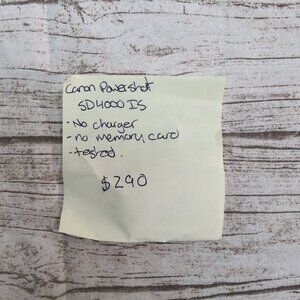 Canon Powershot
SD4000 IS
- No charger
- no memory card
- tested.
$290